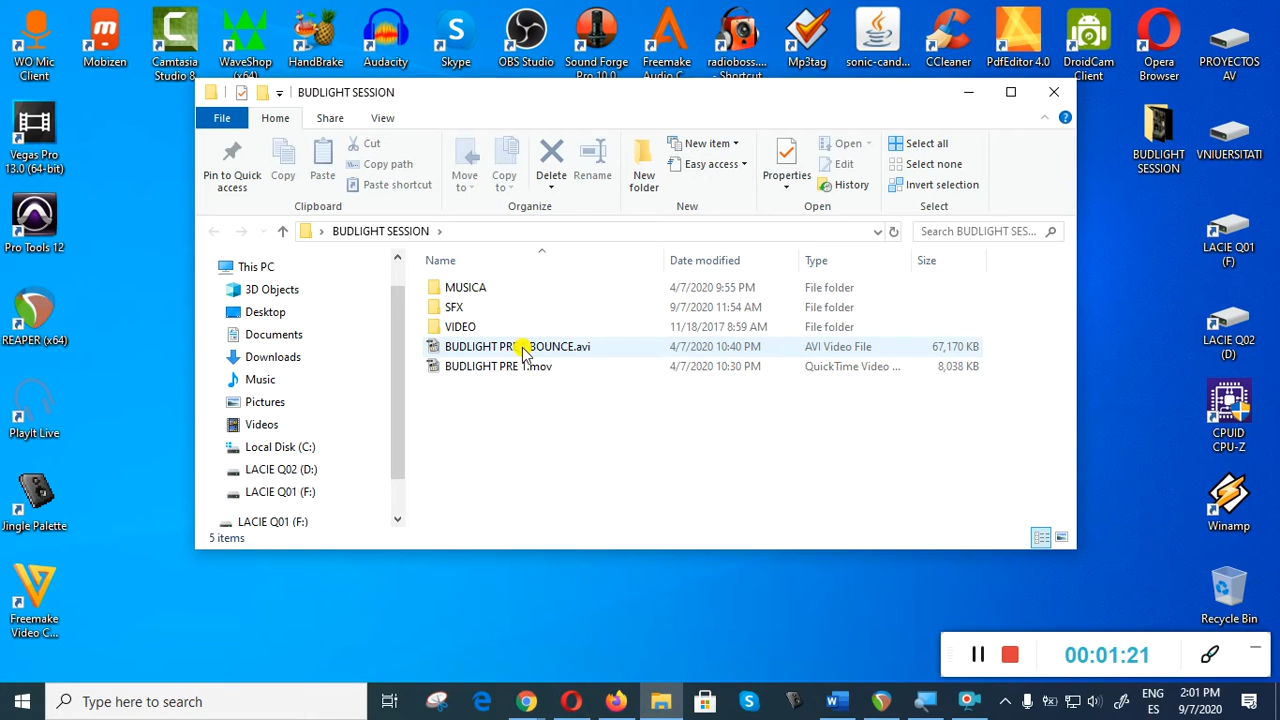 WO Mic
Client
Mobizen
Camtasia
Studio 8
WaveShop
(x64)
HandBrake
Audacity
Skype
OBS Studio
Sound Forge
Pro 10.0
Freemake
Audio C...
radioboss....
- Shortcut
Mp3tag
sonic-cand...
CCleaner
PdfEditor 4.0
DroidCam
Client
Opera
Browser
PROYECTOS
AV
Vegas Pro
13.0 (64-bit)
Pro Tools 12
REAPER (x64)
PlayIt Live
Jingle Palette
Freemake
Video C...
BUDLIGHT SESSION
File
Home
Share
View
Pin to Quick
access
Copy
Paste
Cut
Copy path
Paste shortcut
Clipboard
Move
to
Copy
to
Delete
Rename
Organize
New
folder
New item
Easy access
New
Properties
Open
Edit
History
Open
Select all
Select none
Invert selection
Select
BUDLIGHT SESSION
Search BUDLIGHT SES...
This PC
3D Objects
Desktop
Documents
Downloads
Music
Pictures
Videos
Local Disk (C:)
LACIE Q02 (D:)
LACIE Q01 (F:)
LACIE Q01 (F:)
Name Date modified Type Size
MUSICA 4/7/2020 9:55 PM File folder
SFX 9/7/2020 11:54 AM File folder
VIDEO 11/18/2017 8:59 AM File folder
BUDLIGHT PRE BOUNCE.avi 4/7/2020 10:40 PM AVI Video File 67,170 KB
BUDLIGHT PRE 1.mov 4/7/2020 10:30 PM QuickTime Video ... 8,038 KB
5 items
BUDLIGHT
SESSION
VNIUERSITATI
LACIE Q01
(F)
LACIE Q02
(D)
CPUID
CPU-Z
Winamp
Recycle Bin
00:01:21
Type here to search
ENG
ES
2:01 PM
9/7/2020